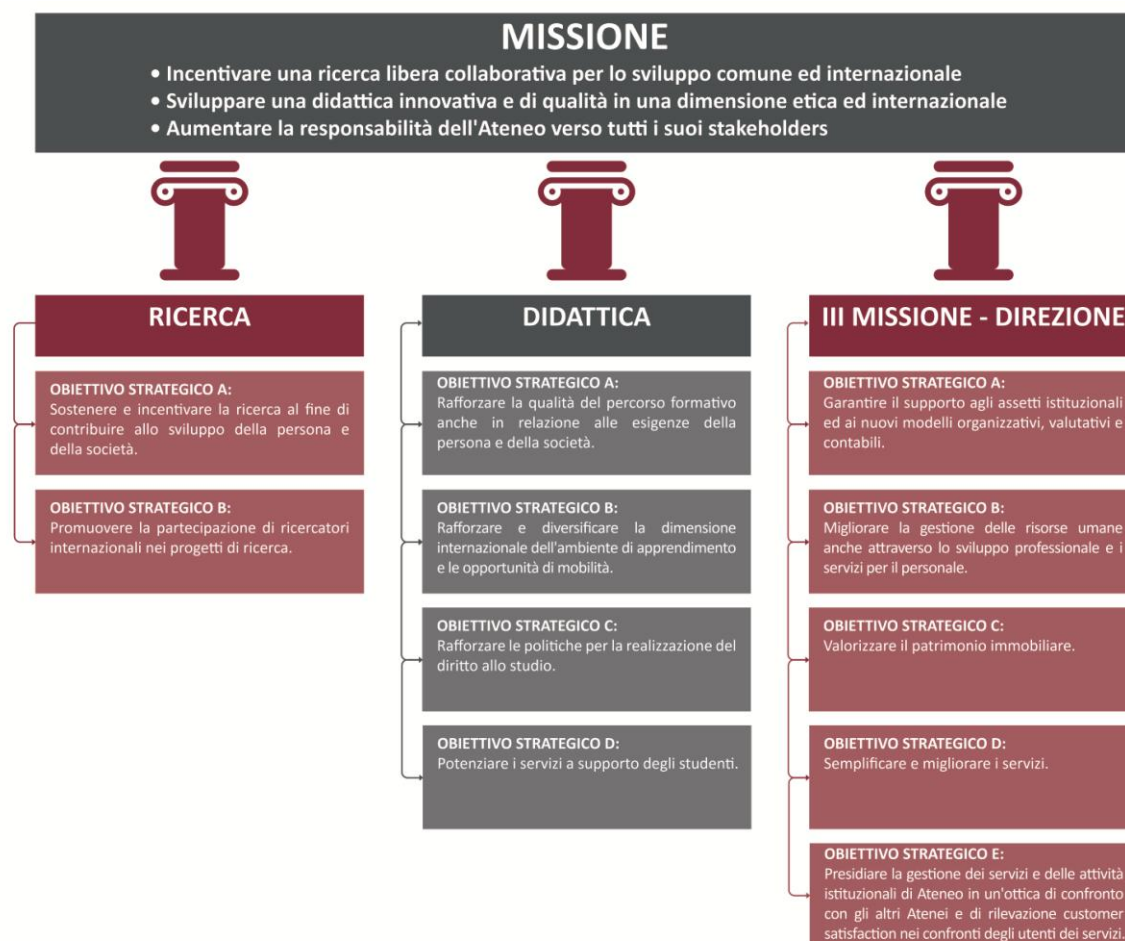 MISSIONE
• Incentivare una ricerca libera collaborativa per lo sviluppo comune ed internazionale
• Sviluppare una didattica innovativa e di qualità in una dimensione etica ed internazionale
• Aumentare la responsabilità dell'Ateneo verso tutti i suoi stakeholders
RICERCA
OBIETTIVO STRATEGICO A:
Sostenere e incentivare la ricerca al fine di
contribuire allo sviluppo della persona e
della società.
OBIETTIVO STRATEGICO B:
Promuovere la partecipazione di ricercatori
internazionali nei progetti di ricerca.
DIDATTICA
OBIETTIVO STRATEGICO A:
Rafforzare la qualità del percorso formativo
anche in relazione alle esigenze della
persona e della società.
OBIETTIVO STRATEGICO B:
Rafforzare e diversificare la dimensione
internazionale dell'ambiente di apprendimento
e le opportunità di mobilità.
OBIETTIVO STRATEGICO C:
Rafforzare le politiche per la realizzazione del
diritto allo studio.
OBIETTIVO STRATEGICO D:
Potenziare i servizi a supporto degli studenti.
III MISSIONE - DIREZIONE
OBIETTIVO STRATEGICO A:
Garantire il supporto agli assetti istituzionali
ed ai nuovi modelli organizzativi, valutativi e
contabili.
OBIETTIVO STRATEGICO B:
Migliorare la gestione delle risorse umane
anche attraverso lo sviluppo professionale e i
servizi per il personale.
OBIETTIVO STRATEGICO C:
Valorizzare il patrimonio immobiliare.
OBIETTIVO STRATEGICO D:
Semplificare e migliorare i servizi.
OBIETTIVO STRATEGICO E:
Presidiare la gestione dei servizi e delle attività
istituzionali di Ateneo in un'ottica di confronto
con gli altri Atenei e di rilevazione customer
satisfaction nei confronti degli utenti dei servizi.